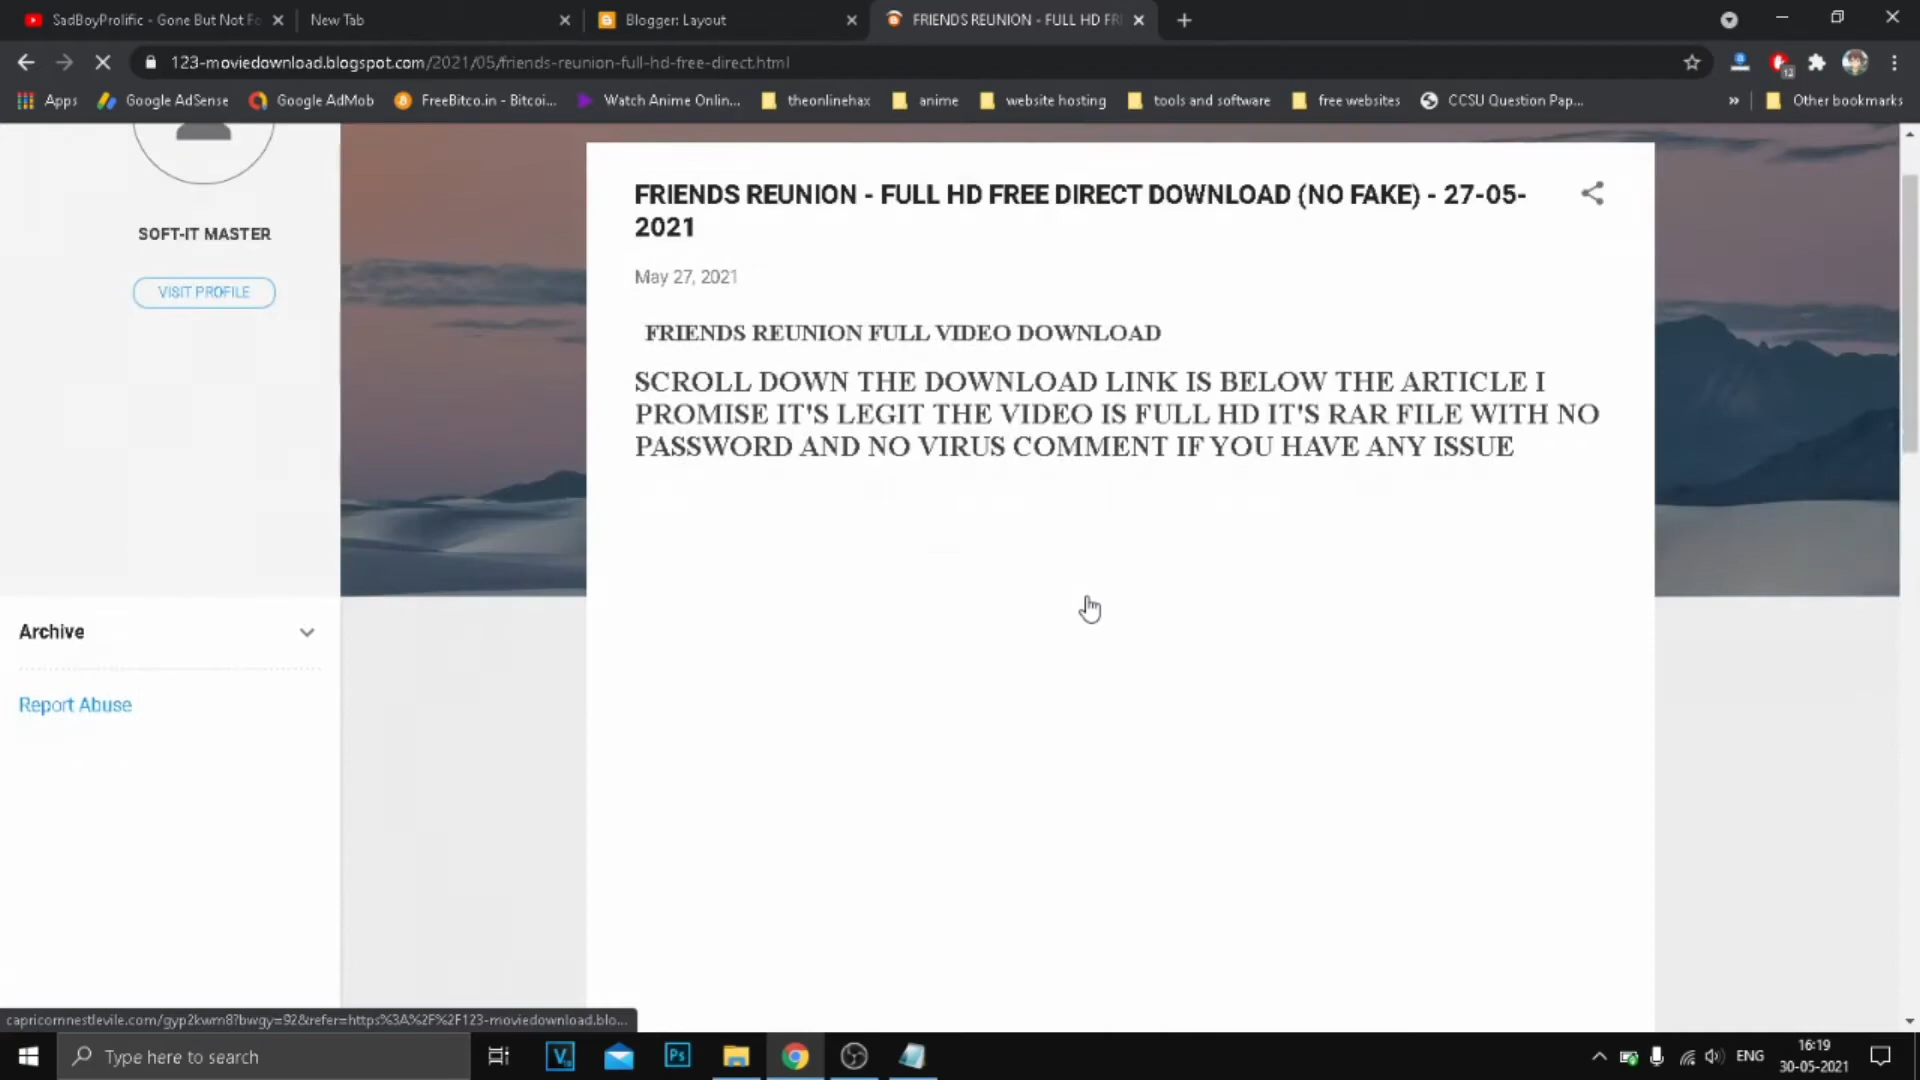 SadBoyProlific - Gone But Not Fo
New Tab
Blogger: Layout
FRIENDS REUNION - FULL HD FRI
123-moviedownload.blogspot.com/2021/05/friends-reunion-full-hd-free-direct.html
12
Apps
Google AdSense
Google AdMob
FreeBitco.in - Bitcoi...
Watch Anime Onlin...
theonlinehax
anime
website hosting
tools and software
free websites
CCSU Question Pap...
»
Other bookmarks
SOFT-IT MASTER
VISIT PROFILE
Archive
Report Abuse
FRIENDS REUNION - FULL HD FREE DIRECT DOWNLOAD (NO FAKE) - 27-05-
2021
May 27, 2021
FRIENDS REUNION FULL VIDEO DOWNLOAD
SCROLL DOWN THE DOWNLOAD LINK IS BELOW THE ARTICLE I
PROMISE IT'S LEGIT THE VIDEO IS FULL HD IT'S RAR FILE WITH NO
PASSWORD AND NO VIRUS COMMENT IF YOU HAVE ANY ISSUE
capricornnestlevile.com/gyp2kwm8?bwgy=92&refer=https%3A%2F%2F123-moviedownload.blo...
Type here to search
Ps
ENG
16:19
30-05-2021